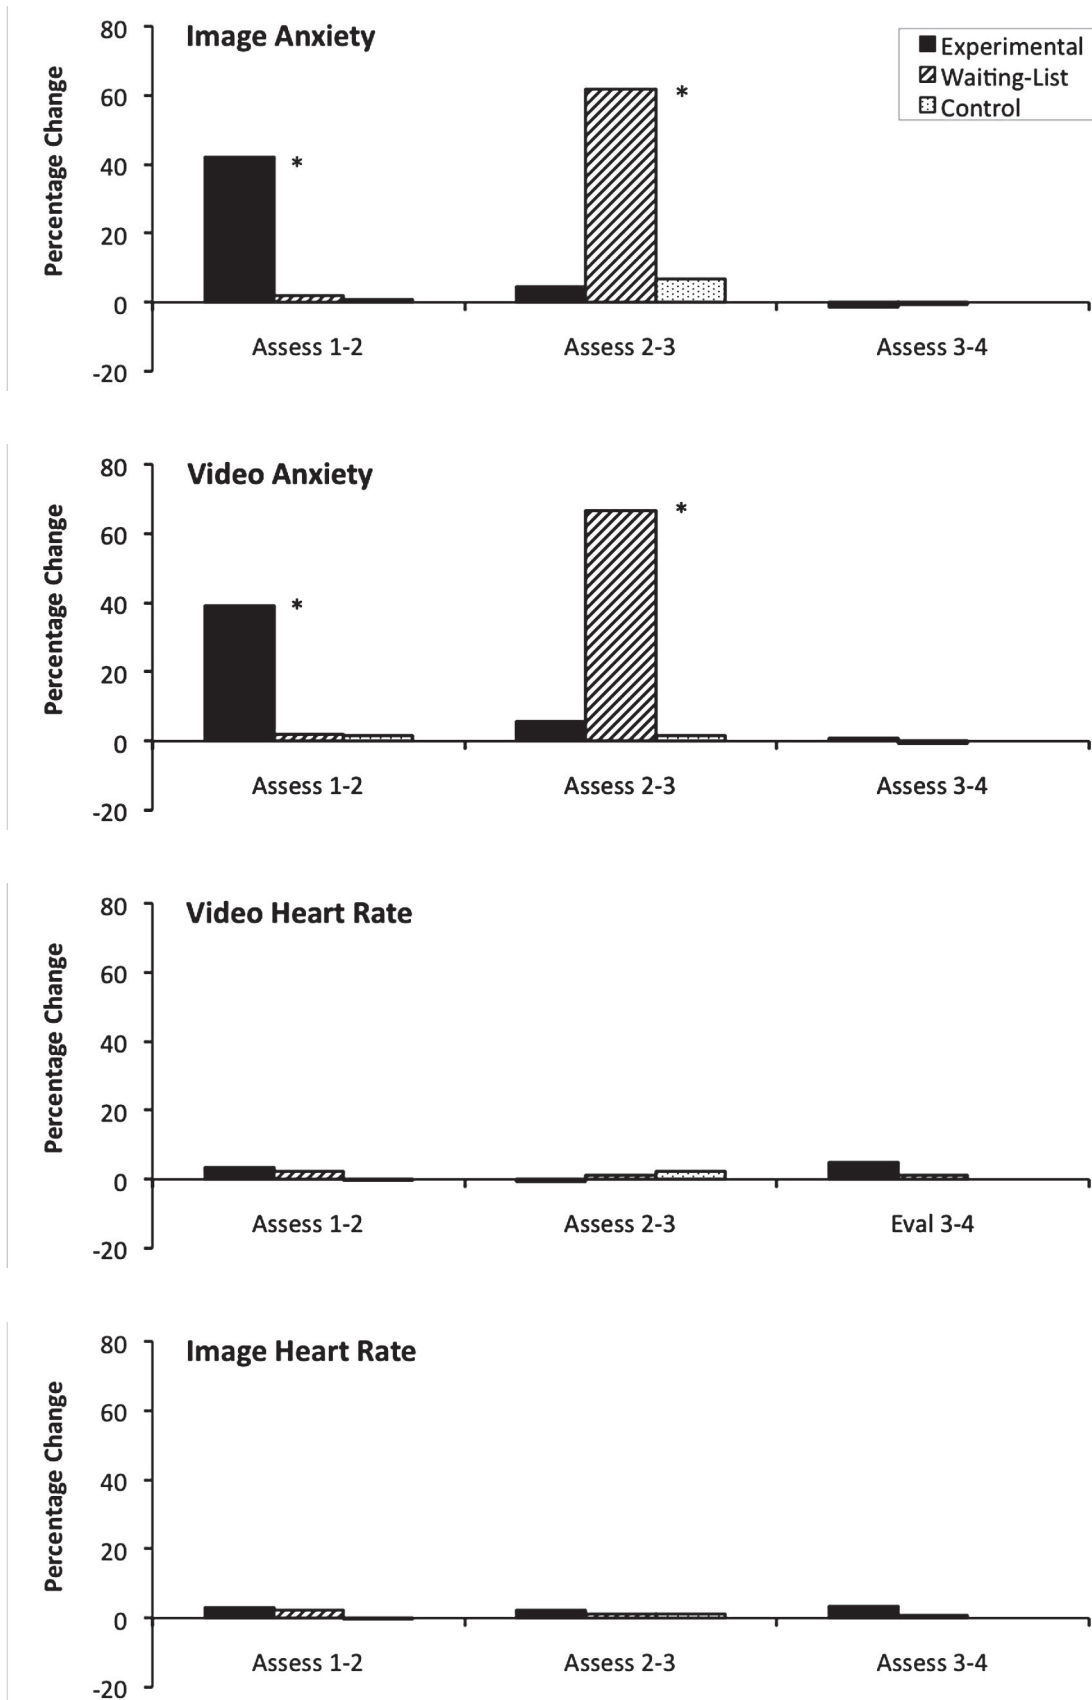 Image Anxiety
Experimental
Waiting-List
Control
Percentage Change
80
60
40
20
0
-20
*
*
Assess 1-2
Assess 2-3
Assess 3-4
Video Anxiety
Percentage Change
80
60
40
20
0
-20
*
*
Assess 1-2
Assess 2-3
Assess 3-4
Video Heart Rate
Percentage Change
80
60
40
20
0
-20
Assess 1-2
Assess 2-3
Eval 3-4
Image Heart Rate
Percentage Change
80
60
40
20
0
-20
Assess 1-2
Assess 2-3
Assess 3-4